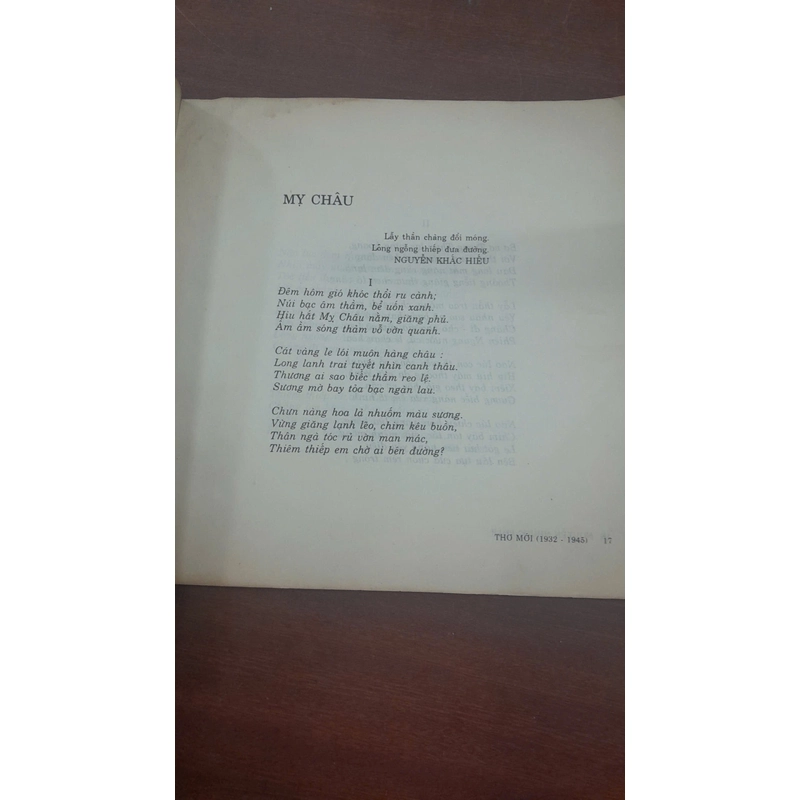 MỴ CHÂU
Lẫy thần chàng đổi móng.
Lông ngỗng thiếp đưa đường.
NGUYỄN KHẮC HIẾU
I
Đêm hôm gió khóc thổi ru cành;
Núi bạc âm thầm, bể uốn xanh.
Hiu hắt Mỵ Châu nằm, giăng phủ.
Ầm ầm sóng thảm vỗ vờn quanh.
Cát vàng le lói muôn hàng châu :
Long lanh trai tuyết nhìn canh thâu.
Thương ai sao biếc thầm reo lệ.
Sương mờ bay tỏa bạc ngàn lau.
Chưn nàng hoa lả nhuốm màu sương.
Vừng giăng lạnh lẽo, chim kêu buồn,
Thân ngà tóc rủ vờn man mác,
Thiêm thiếp em chờ ai bên đường?
THƠ MỚI (1932 - 1945) 17